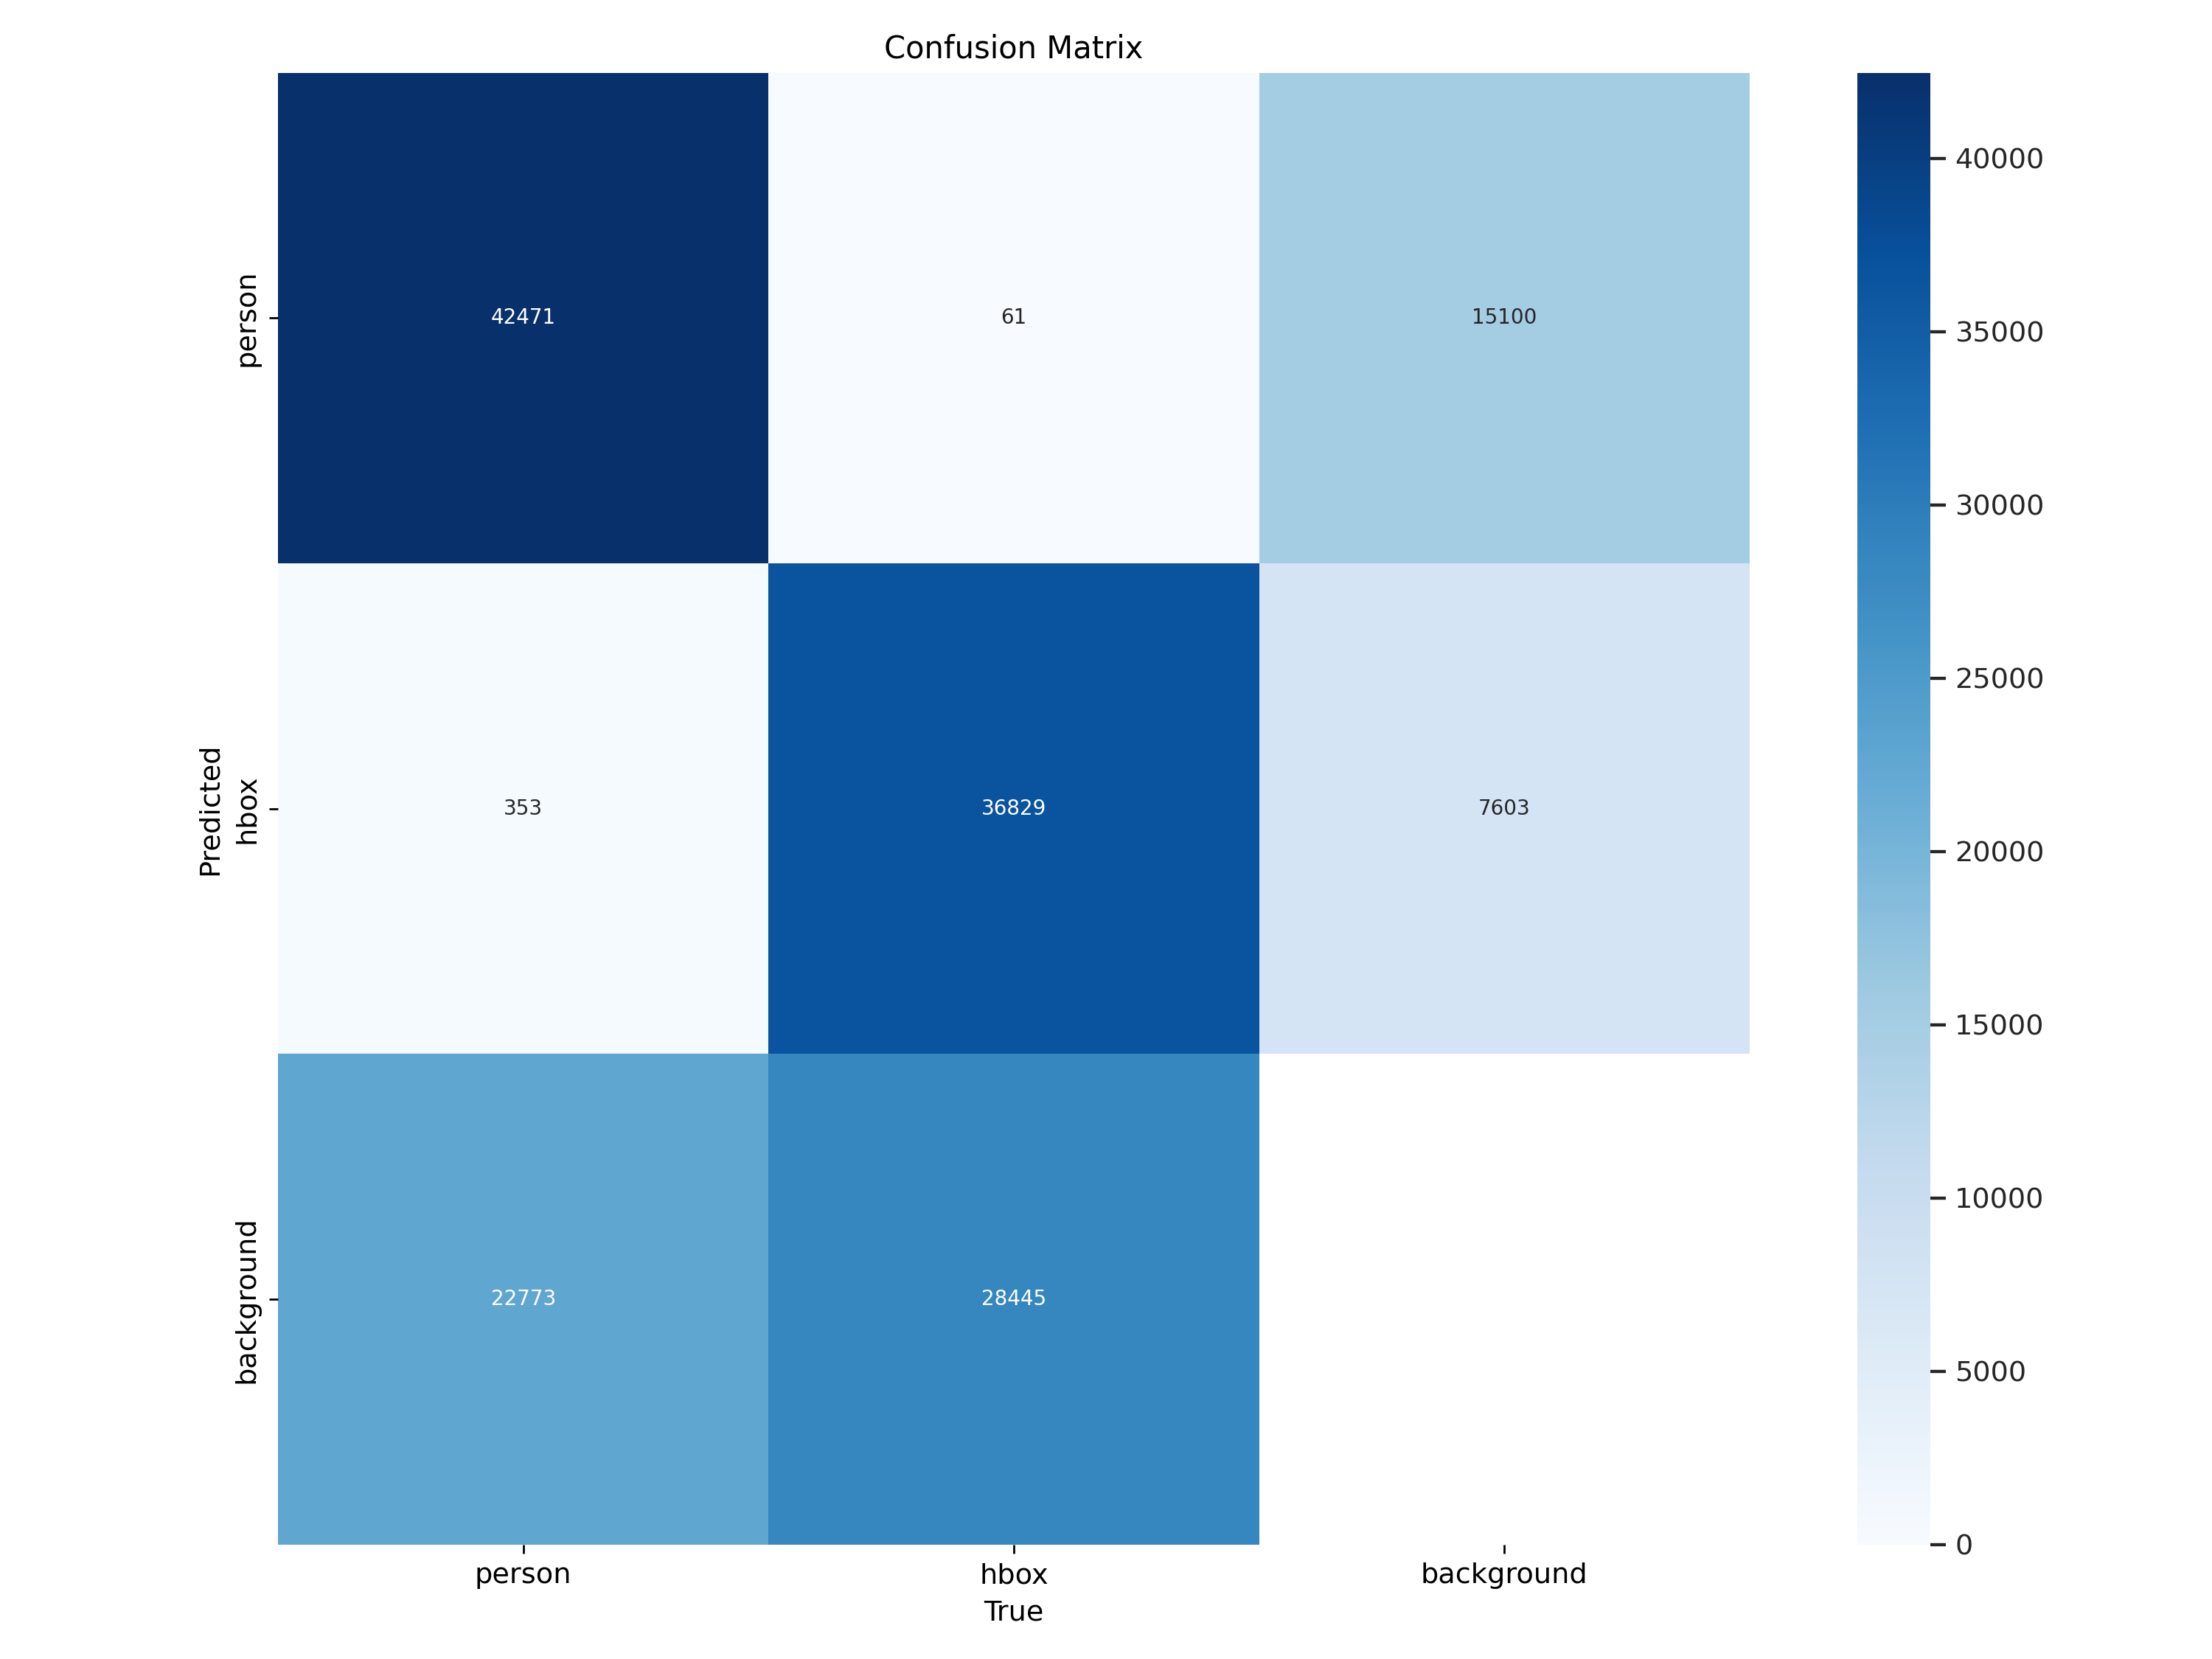 Confusion Matrix
person
42471
61
15100
Predicted
hbox
353
36829
7603
background
22773
28445
person
hbox
background
True
40000
35000
30000
25000
20000
15000
10000
5000
0